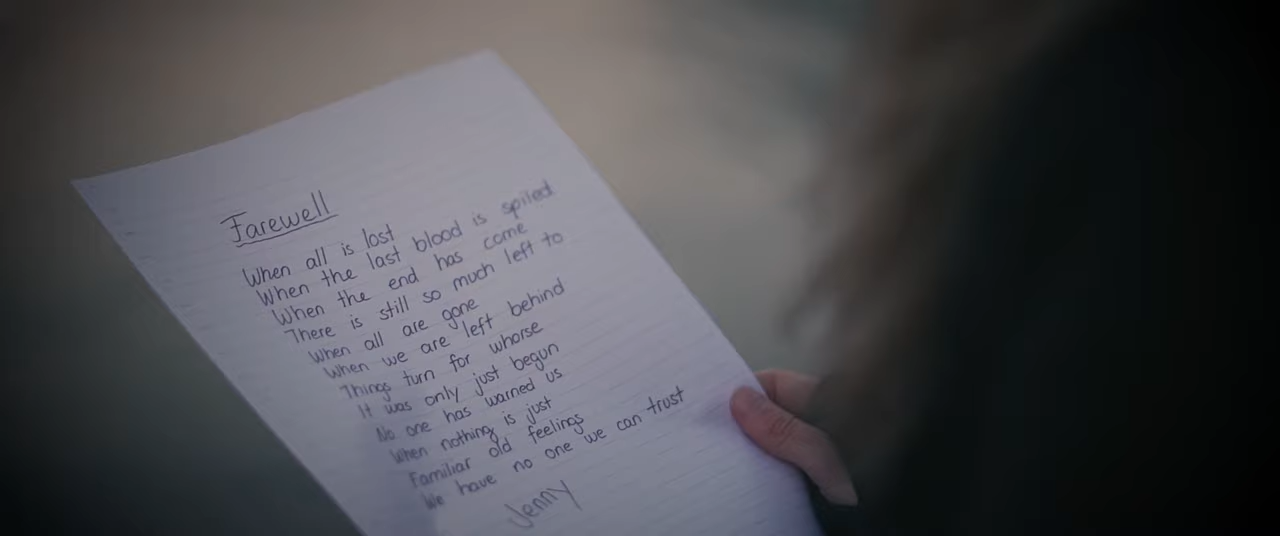 Farewell
When all is lost
When the last blood is spilled
When the end has come
There is still so much left to
When all are gone
When we are left behind
Things turn for whorse
It was only just begun
No one has warned us
When nothing is just
Familiar old feelings
We have no one we can trust
Jenny